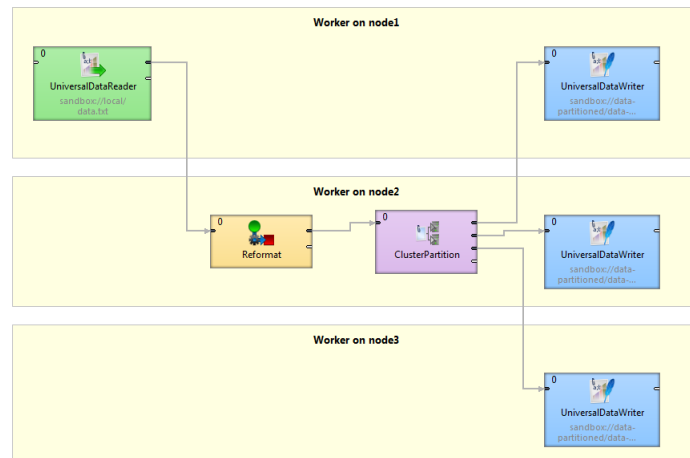 Worker on node1
0
UniversalDataReader
sandbox://local/
data.txt
0
UniversalDataWriter
sandbox://data-
partitioned/data-...
Worker on node2
0
Reformat
0
ClusterPartition
0
UniversalDataWriter
sandbox://data-
partitioned/data-...
Worker on node3
0
UniversalDataWriter
sandbox://data-
partitioned/data-...